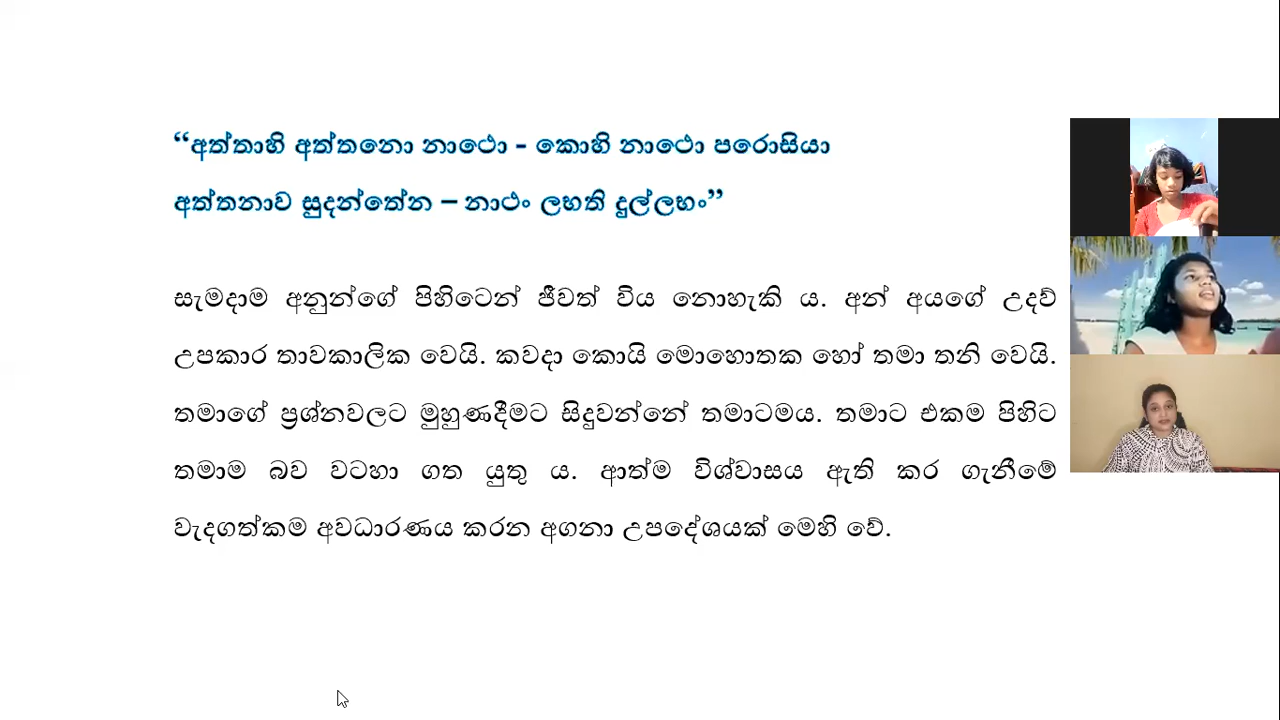 “අත්තාහි අත්තනො නාථො - කොහි නාථො පරොසියා
අත්තනාව සුදන්තේන – නාථං ලභති දුල්ලභං”
සැමදාම අනුන්ගේ පිහිටෙන් ජීවත් විය නොහැකි ය. අන් අයගේ උදව්
උපකාර තාවකාලික වෙයි. කවදා කොයි මොහොතක හෝ තමා තනි වෙයි.
තමාගේ ප්‍රශ්නවලට මුහුණදීමට සිදුවන්නේ තමාටමය. තමාට එකම පිහිට
තමාම බව වටහා ගත යුතු ය. ආත්ම විශ්වාසය ඇති කර ගැනීමේ
වැදගත්කම අවධාරණය කරන අගනා උපදේශයක් මෙහි වේ.